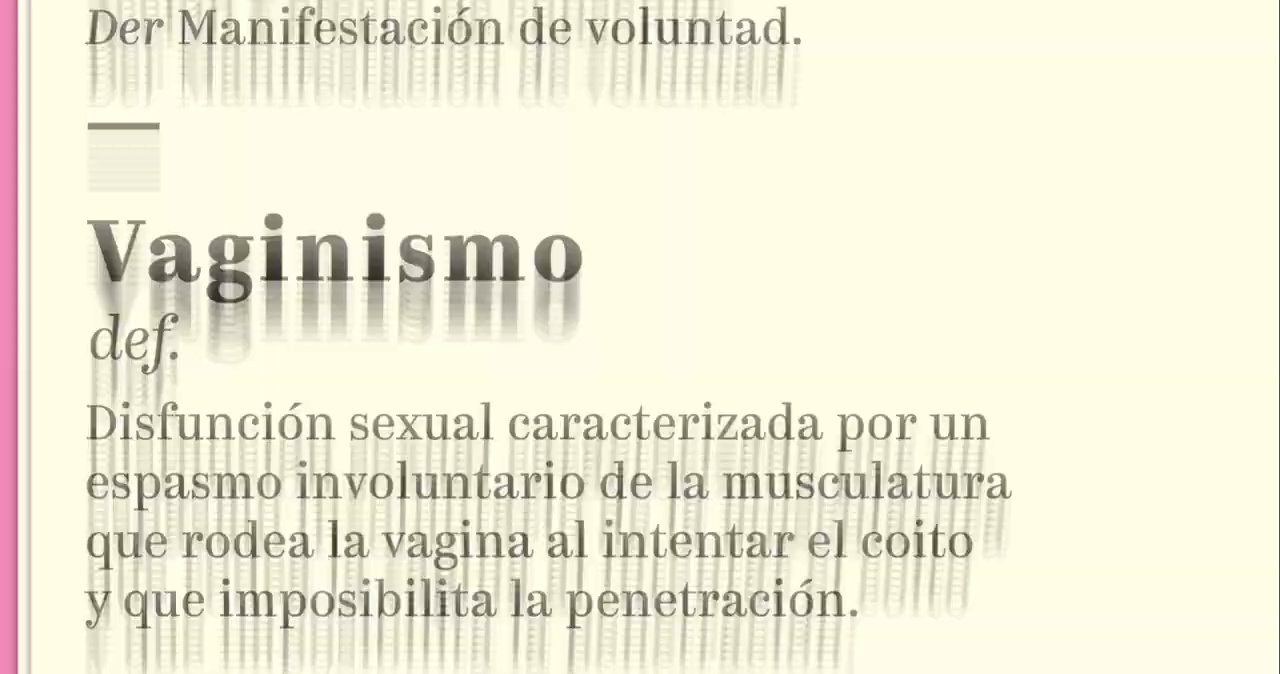 Der Manifestación de voluntad.
Vaginismo
def.
Disfunción sexual caracterizada por un
espasmo involuntario de la musculatura
que rodea la vagina al intentar el coito
y que imposibilita la penetración.